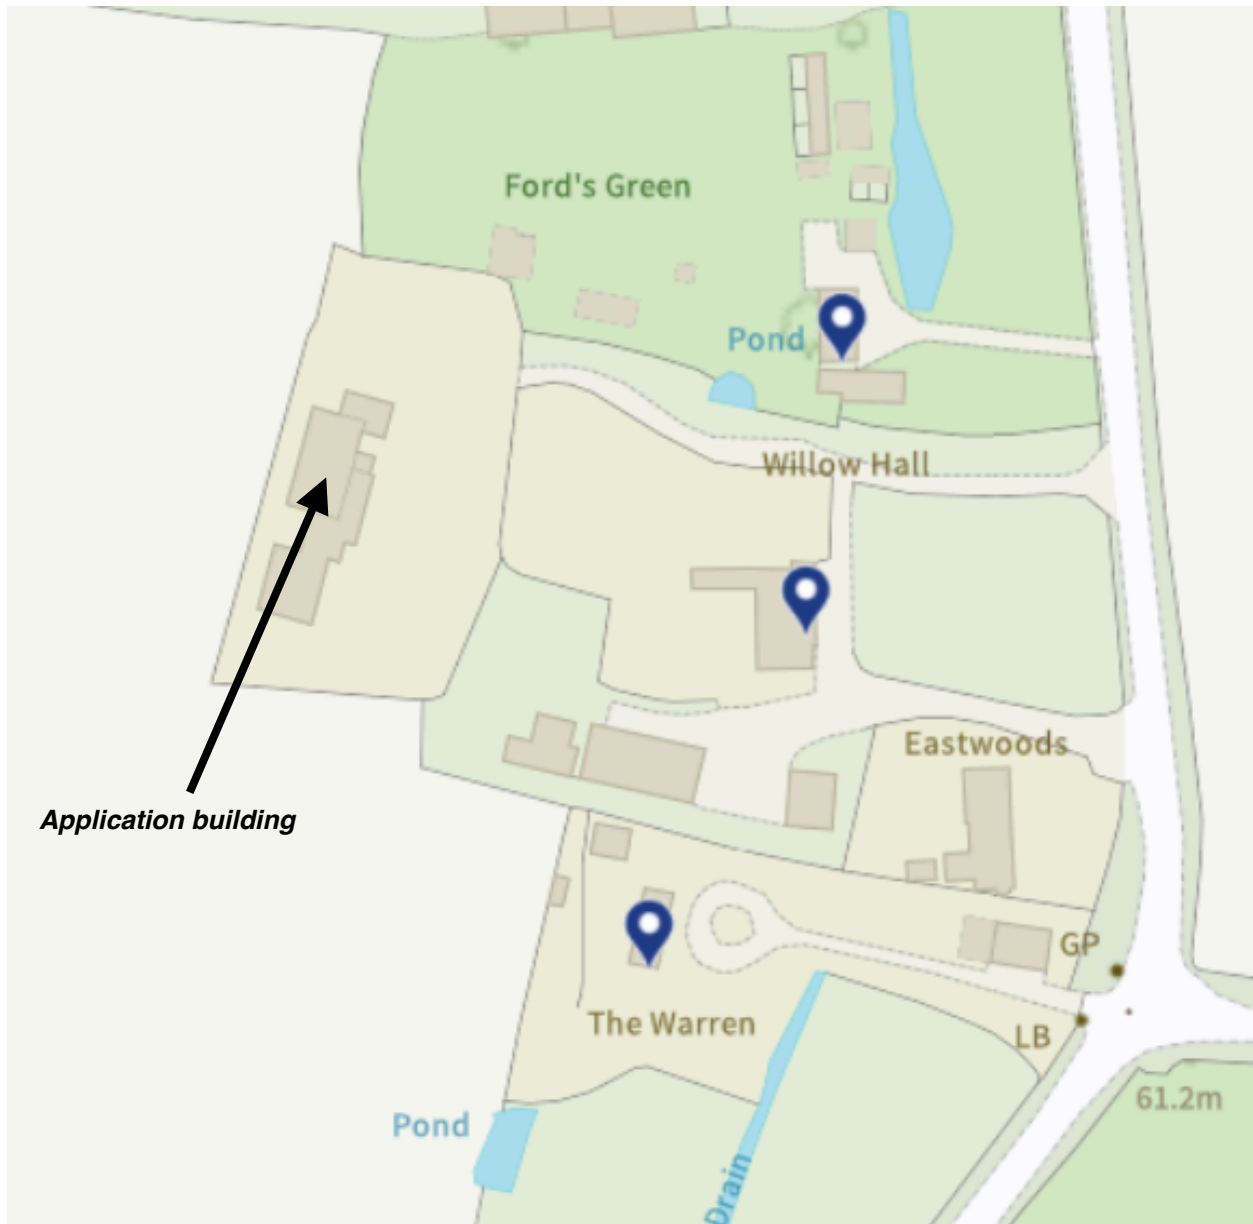 Ford's Green
Pond
Willow Hall
Eastwoods
Application building
GP
The Warren
LB
61.2m
Pond
Drain